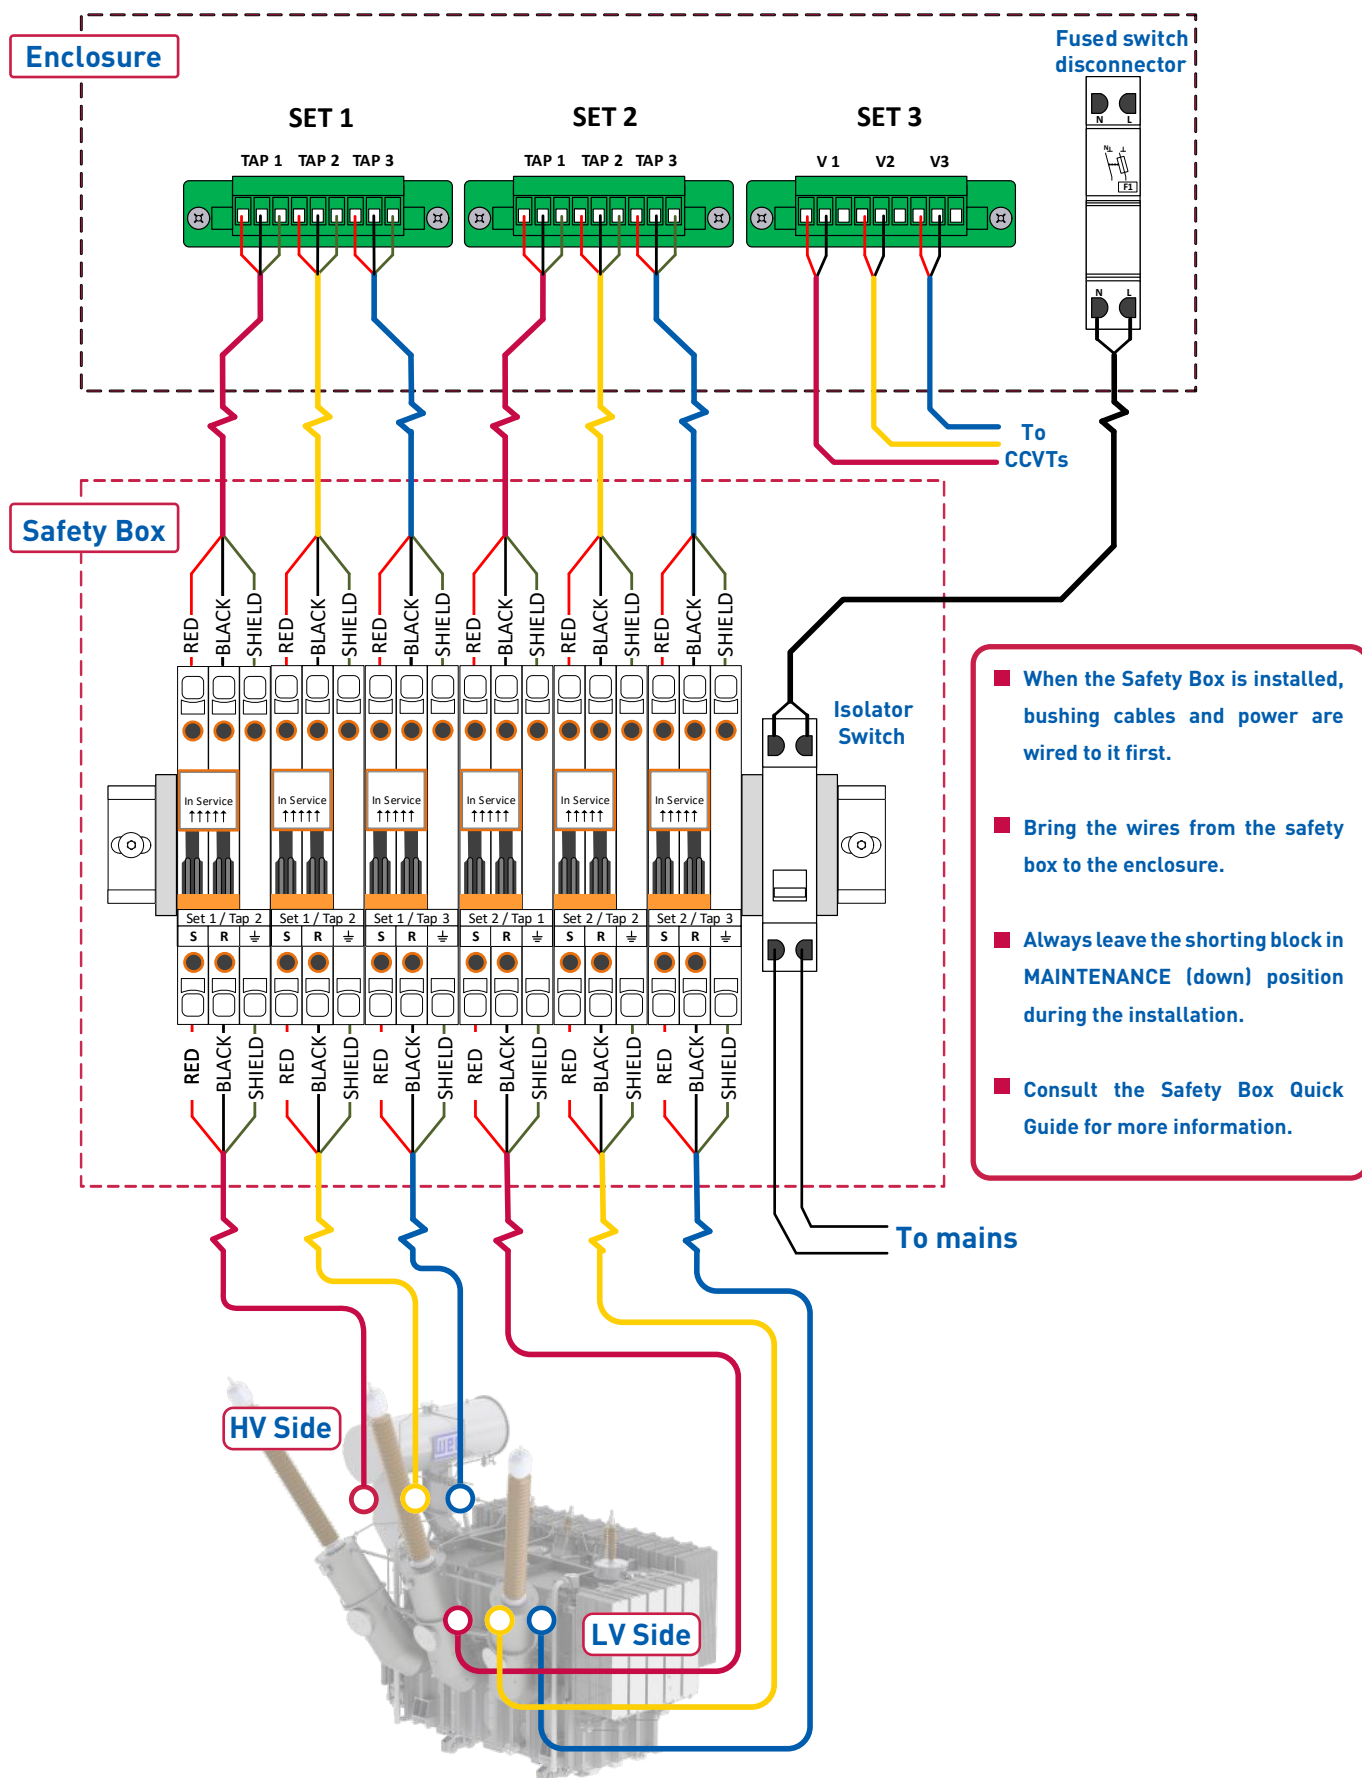 Enclosure
Fused switch
disconnector
SET 1
SET 2
SET 3
TAP 1 TAP 2 TAP 3
TAP 1 TAP 2 TAP 3
V 1 V2 V3
N L
N
F1
N L
To
CCVTs
Safety Box
RED BLACK SHIELD RED BLACK SHIELD RED BLACK SHIELD RED BLACK SHIELD RED BLACK SHIELD RED BLACK SHIELD
Isolator
Switch
In Service In Service In Service In Service In Service In Service
↑↑↑↑↑ ↑↑↑↑↑ ↑↑↑↑↑ ↑↑↑↑↑ ↑↑↑↑↑ ↑↑↑↑↑
Set 1 / Tap 2 Set 1 / Tap 2 Set 1 / Tap 3 Set 2 / Tap 1 Set 2 / Tap 2 Set 2 / Tap 3
S R S R S R S R S R S R
RED BLACK SHIELD RED BLACK SHIELD RED BLACK SHIELD RED BLACK SHIELD RED BLACK SHIELD RED BLACK SHIELD
When the Safety Box is installed,
bushing cables and power are
wired to it first.
Bring the wires from the safety
box to the enclosure.
Always leave the shorting block in
MAINTENANCE (down) position
during the installation.
Consult the Safety Box Quick
Guide for more information.
To mains
HV Side
LV Side